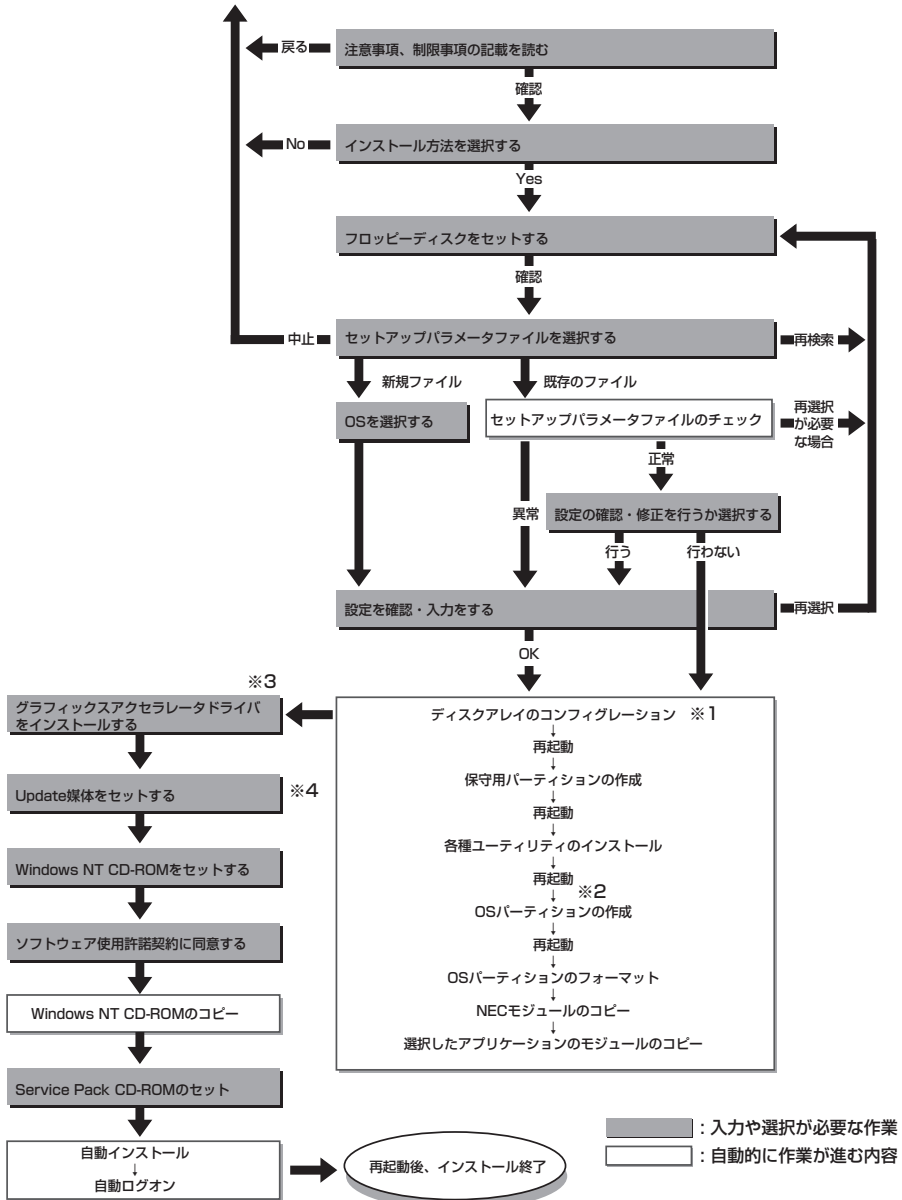 戻る
注意事項、制限事項の記載を読む
確認
No
インストール方法を選択する
Yes
フロッピーディスクをセットする
確認
中止
セットアップパラメータファイルを選択する
再検索
新規ファイル
既存のファイル
OSを選択する
セットアップパラメータファイルのチェック
再選択
が必要
な場合
正常
異常
設定の確認・修正を行うか選択する
行う
行わない
設定を確認・入力をする
再選択
OK
※3
グラフィックスアクセラレータドライバ
をインストールする
Update媒体をセットする
※4
Windows NT CD-ROMをセットする
ソフトウェア使用許諾契約に同意する
Windows NT CD-ROMのコピー
Service Pack CD-ROMのセット
自動インストール
↓
自動ログオン
ディスクアレイのコンフィグレーション ※1
↓
再起動
↓
保守用パーティションの作成
↓
再起動
↓
各種ユーティリティのインストール
↓
再起動
↓ ※2
OSパーティションの作成
↓
再起動
↓
OSパーティションのフォーマット
↓
NECモジュールのコピー
↓
選択したアプリケーションのモジュールのコピー
再起動後、インストール終了
：入力や選択が必要な作業
：自動的に作業が進む内容